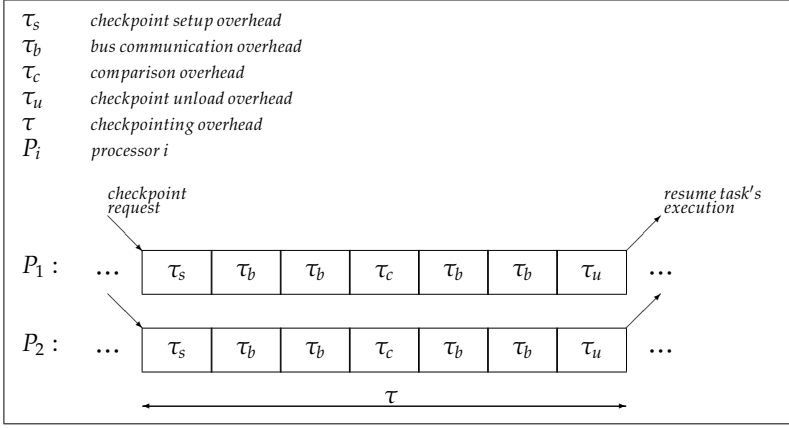 τs checkpoint setup overhead
τb bus communication overhead
τc comparison overhead
τu checkpoint unload overhead
τ checkpointing overhead
Pi processor i
checkpoint request
resume task's execution
P1 : ... τs τb τb τc τb τb τu ...
P2 : ... τs τb τb τc τb τb τu ...
τ